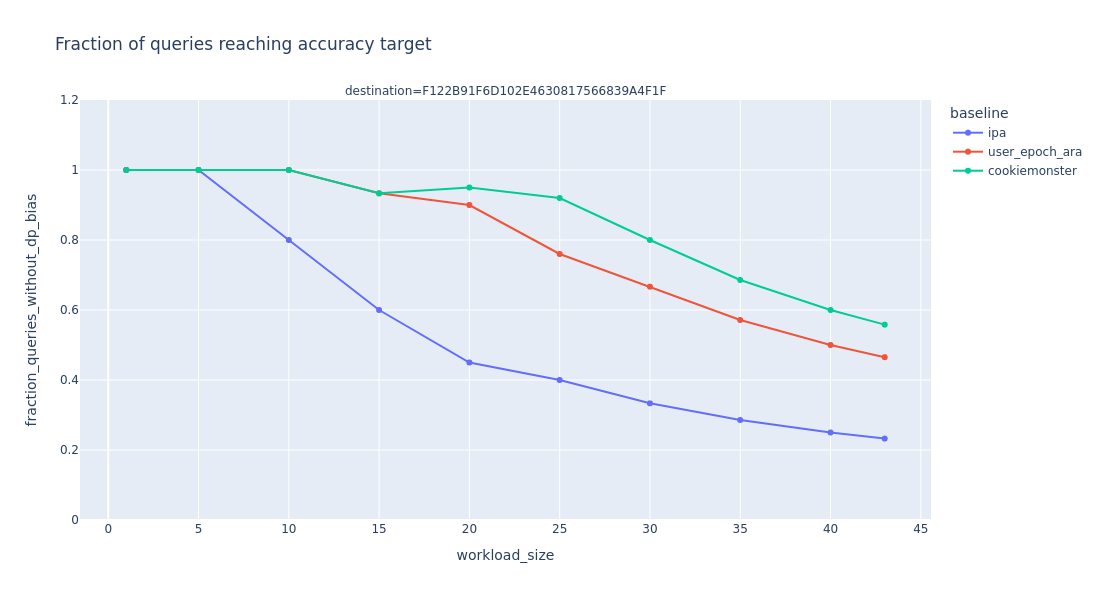 Fraction of queries reaching accuracy target
destination=F122B91F6D102E4630817566839A4F1F
baseline
ipa
user_epoch_ara
cookiemonster
fraction_queries_without_dp_bias
1.2
1
0.8
0.6
0.4
0.2
0
0 5 10 15 20 25 30 35 40 45
workload_size